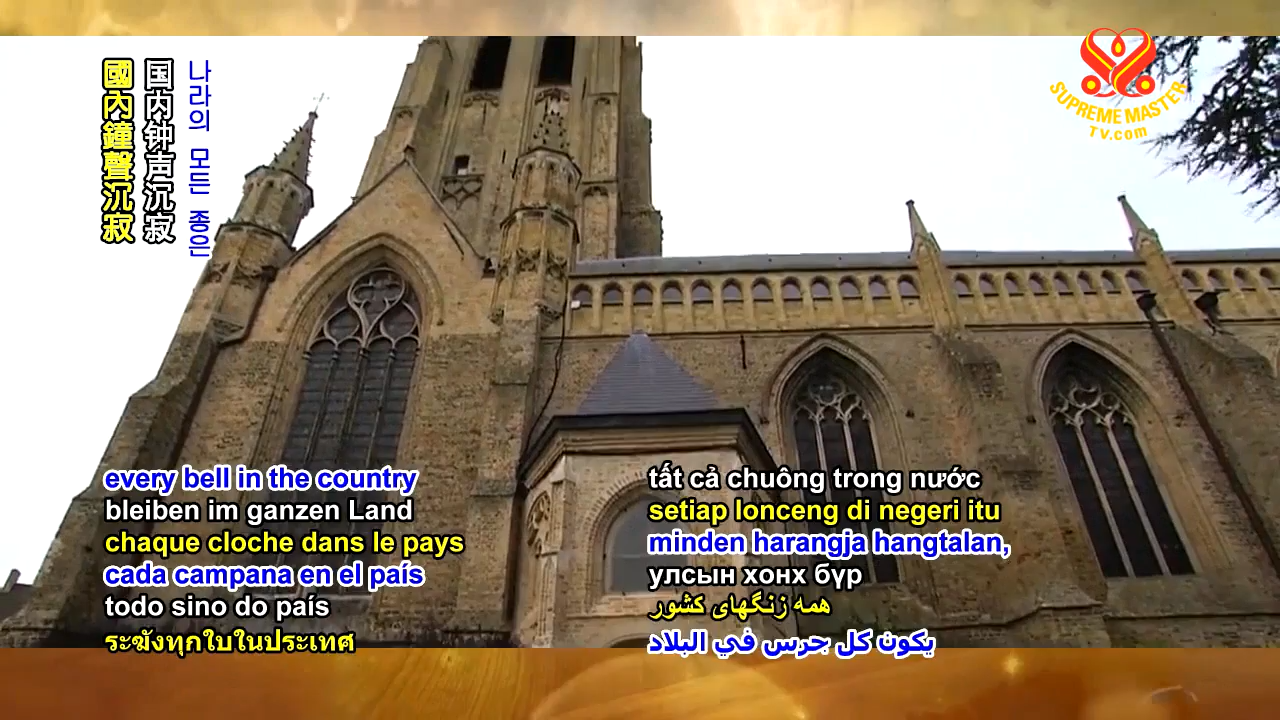 國內鐘聲沉寂
国内钟声沉寂
나라의 모든 종은
SUPREME MASTER
TV.com
every bell in the country
bleiben im ganzen Land
chaque cloche dans le pays
cada campana en el país
todo sino do país
ระฆังทุกใบในประเทศ
tất cả chuông trong nước
setiap lonceng di negeri itu
minden harangja hangtalan,
улсын хонх бүр
همه زنگهای کشور
يكون كل جرس في البلاد